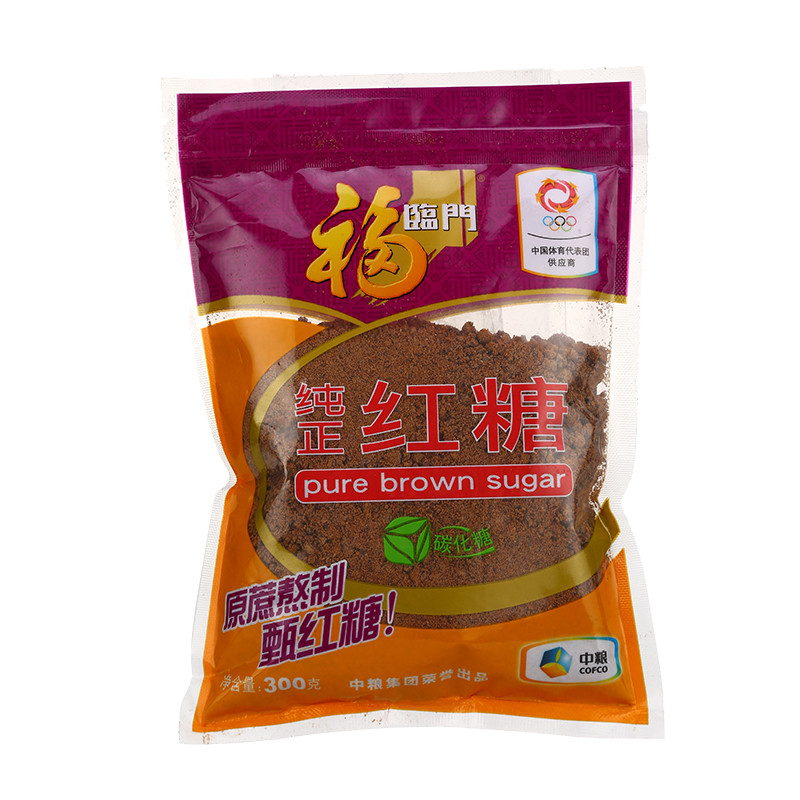 福臨門
®
中国体育代表团
供应商
纯正 红糖
pure brown sugar
碳化糖
原蔗熬制
甄红糖!
净含量:300克
中粮集团荣誉出品
中粮
COFCO